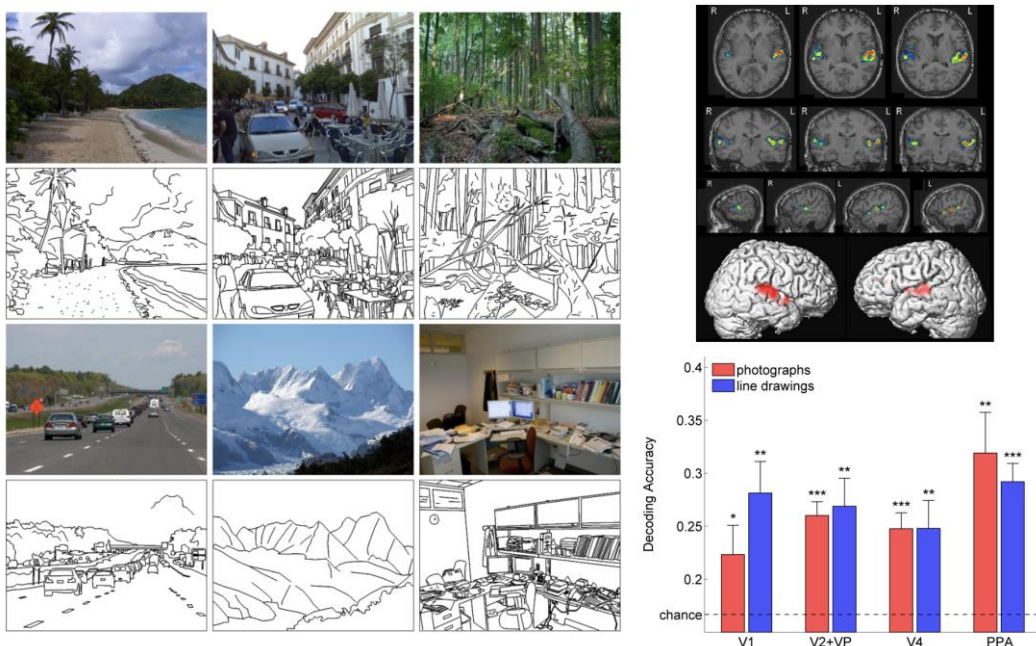 R L R L R L
R L R L R L
R R L L
0.4
photographs
line drawings
**
0.35
**
***
0.3
**
***
**
*
***
**
0.25
0.2
Decoding Accuracy
chance
V1 V2+VP V4 PPA